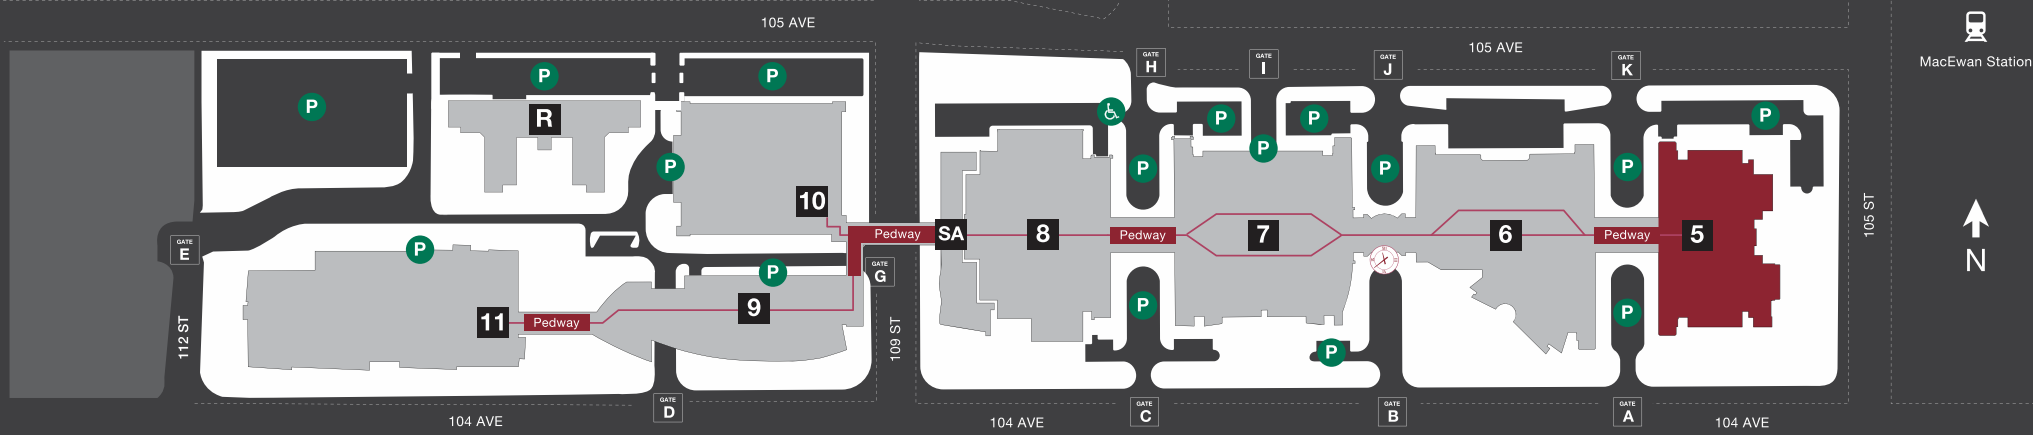 105 AVE
105 AVE
MacEwan Station
GATE
H
GATE
I
GATE
J
GATE
K
P
P
P
P
P
P
R
P
P
P
P
P
P
10
SA
8
7
6
5
Pedway
Pedway
Pedway
105 ST
N
GATE
E
P
GATE
G
P
9
11
Pedway
P
P
P
112 ST
109 ST
GATE
D
GATE
C
GATE
B
GATE
A
104 AVE
104 AVE
104 AVE